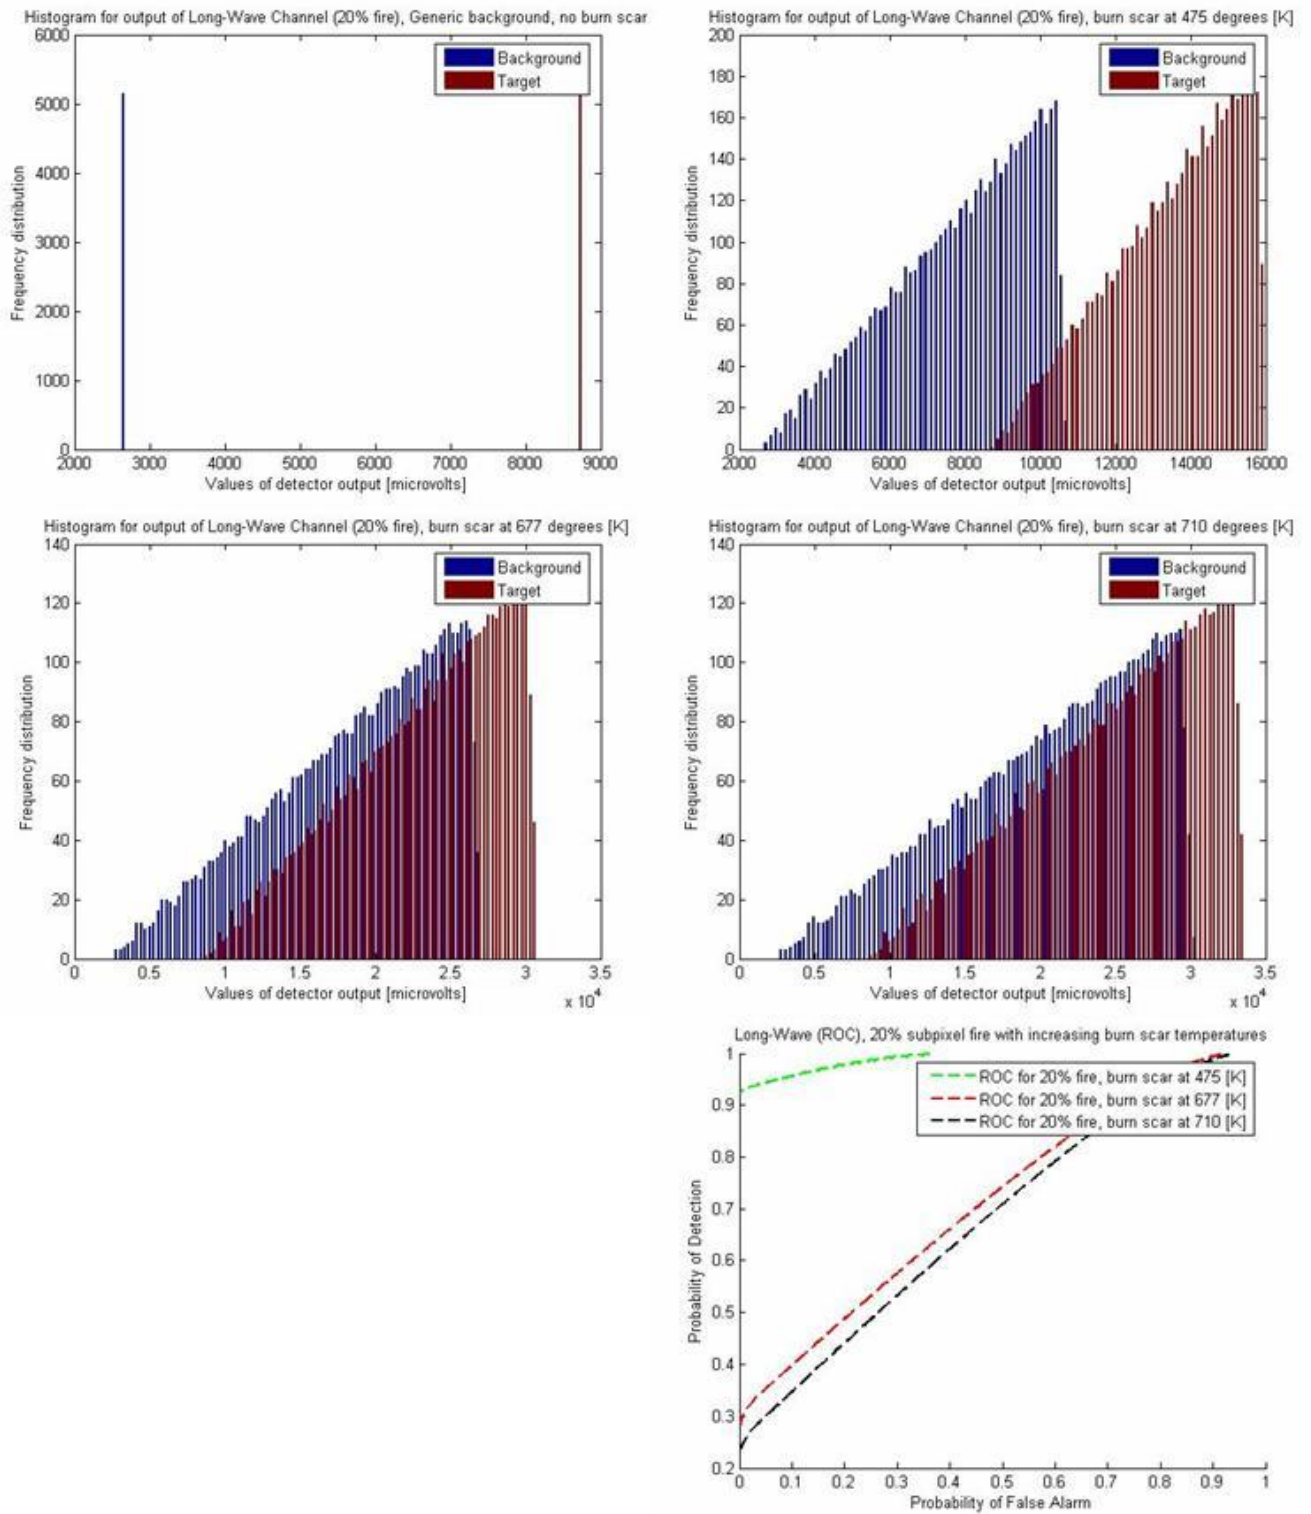 Histogram for output of Long-Wave Channel (20% fire), Generic background, no burn scar
6000
5000
4000
3000
2000
1000
0
Frequency distribution
Background
Target
2000 3000 4000 5000 6000 7000 8000 9000
Values of detector output [microvolts]
Histogram for output of Long-Wave Channel (20% fire), burn scar at 475 degrees [K]
200
180
160
140
120
100
80
60
40
20
0
Frequency distribution
Background
Target
2000 4000 6000 8000 10000 12000 14000 16000
Values of detector output [microvolts]
Histogram for output of Long-Wave Channel (20% fire), burn scar at 677 degrees [K]
140
120
100
80
60
40
20
0
Frequency distribution
Background
Target
0 0.5 1 1.5 2 2.5 3 3.5
Values of detector output [microvolts]
x 10^4
Histogram for output of Long-Wave Channel (20% fire), burn scar at 710 degrees [K]
140
120
100
80
60
40
20
0
Frequency distribution
Background
Target
0 0.5 1 1.5 2 2.5 3 3.5
Values of detector output [microvolts]
x 10^4
Long-Wave (ROC), 20% subpixel fire with increasing burn scar temperatures
1
0.9
0.8
0.7
0.6
0.5
0.4
0.3
0.2
Probability of Detection
ROC for 20% fire, burn scar at 475 [K]
ROC for 20% fire, burn scar at 677 [K]
ROC for 20% fire, burn scar at 710 [K]
0 0.1 0.2 0.3 0.4 0.5 0.6 0.7 0.8 0.9 1
Probability of False Alarm